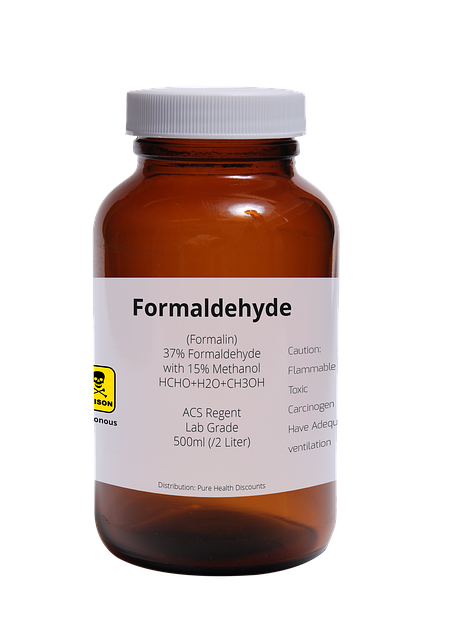 Formaldehyde
(Formalin)
37% Formaldehyde
with 15% Methanol
HCHO+H2O+CH3OH
ACS Regent
Lab Grade
500ml (/2 Liter)
Caution:
Flammable
Toxic
Carcinogen
Have Adequ
ventilation
ISON
onous
Distribution: Pure Health Discounts